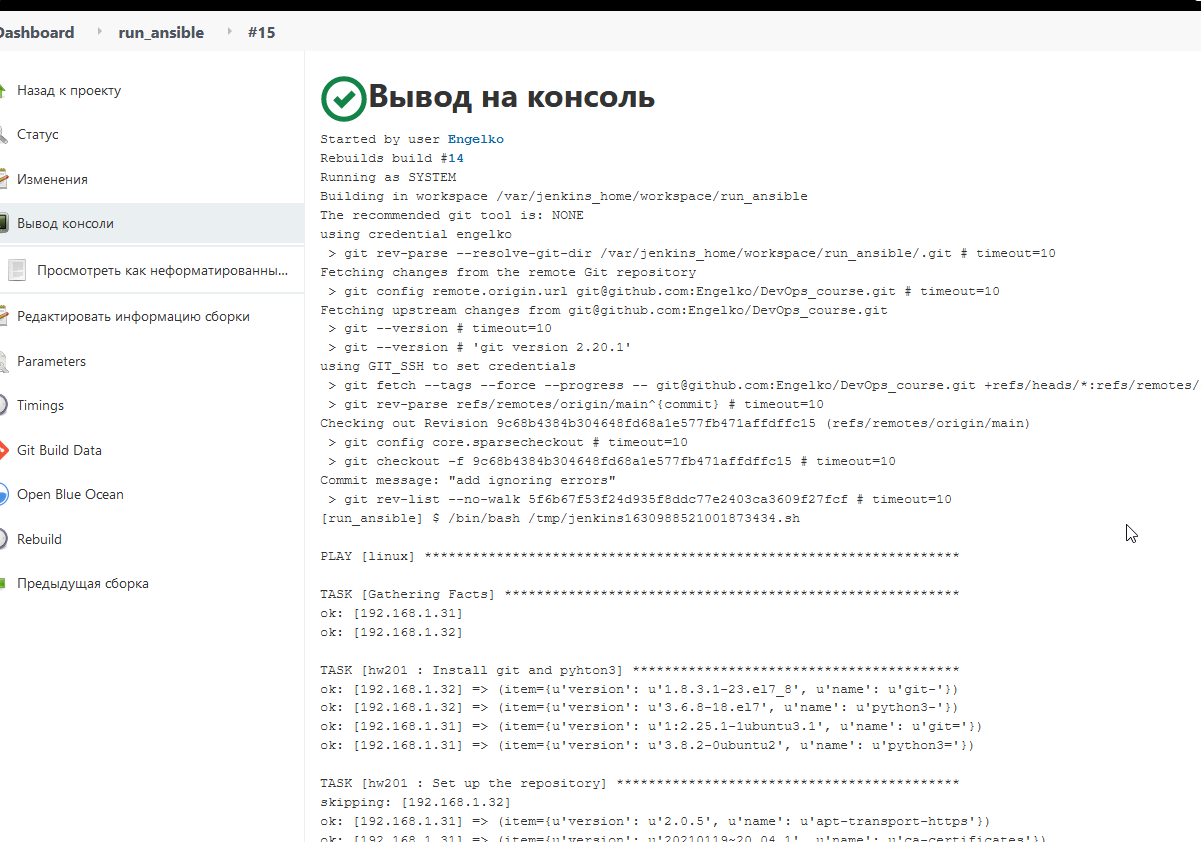 Dashboard run_ansible #15
Назад к проекту
Статус
Изменения
Вывод консоли
Просмотреть как неформатированны...
Редактировать информацию сборки
Parameters
Timings
Git Build Data
Open Blue Ocean
Rebuild
Предыдущая сборка
Вывод на консоль
Started by user Engelko
Rebuilds build #14
Running as SYSTEM
Building in workspace /var/jenkins_home/workspace/run_ansible
The recommended git tool is: NONE
using credential engelko
> git rev-parse --resolve-git-dir /var/jenkins_home/workspace/run_ansible/.git # timeout=10
Fetching changes from the remote Git repository
> git config remote.origin.url git@github.com:Engelko/DevOps_course.git # timeout=10
Fetching upstream changes from git@github.com:Engelko/DevOps_course.git
> git --version # timeout=10
> git --version # 'git version 2.20.1'
using GIT_SSH to set credentials
> git fetch --tags --force --progress -- git@github.com:Engelko/DevOps_course.git +refs/heads/*:refs/remotes/
> git rev-parse refs/remotes/origin/main^{commit} # timeout=10
Checking out Revision 9c68b4384b304648fd68a1e577fb471affdffc15 (refs/remotes/origin/main)
> git config core.sparsecheckout # timeout=10
> git checkout -f 9c68b4384b304648fd68a1e577fb471affdffc15 # timeout=10
Commit message: "add ignoring errors"
> git rev-list --no-walk 5f6b67f53f24d935f8ddc77e2403ca3609f27fcf # timeout=10
[run_ansible] $ /bin/bash /tmp/jenkins1630988521001873434.sh
PLAY [linux] *******************************************************************
TASK [Gathering Facts] *********************************************************
ok: [192.168.1.31]
ok: [192.168.1.32]
TASK [hw201 : Install git and pyhton3] *****************************************
ok: [192.168.1.32] => (item={u'version': u'1.8.3.1-23.el7_8', u'name': u'git-'})
ok: [192.168.1.32] => (item={u'version': u'3.6.8-18.el7', u'name': u'python3-'})
ok: [192.168.1.31] => (item={u'version': u'1:2.25.1-1ubuntu3.1', u'name': u'git='})
ok: [192.168.1.31] => (item={u'version': u'3.8.2-0ubuntu2', u'name': u'python3='})
TASK [hw201 : Set up the repository] *******************************************
skipping: [192.168.1.32]
ok: [192.168.1.31] => (item={u'version': u'2.0.5', u'name': u'apt-transport-https'})
ok: [192.168.1.31] => (item={u'version': u'20210119~20.04.1', u'name': u'ca-certificates'})